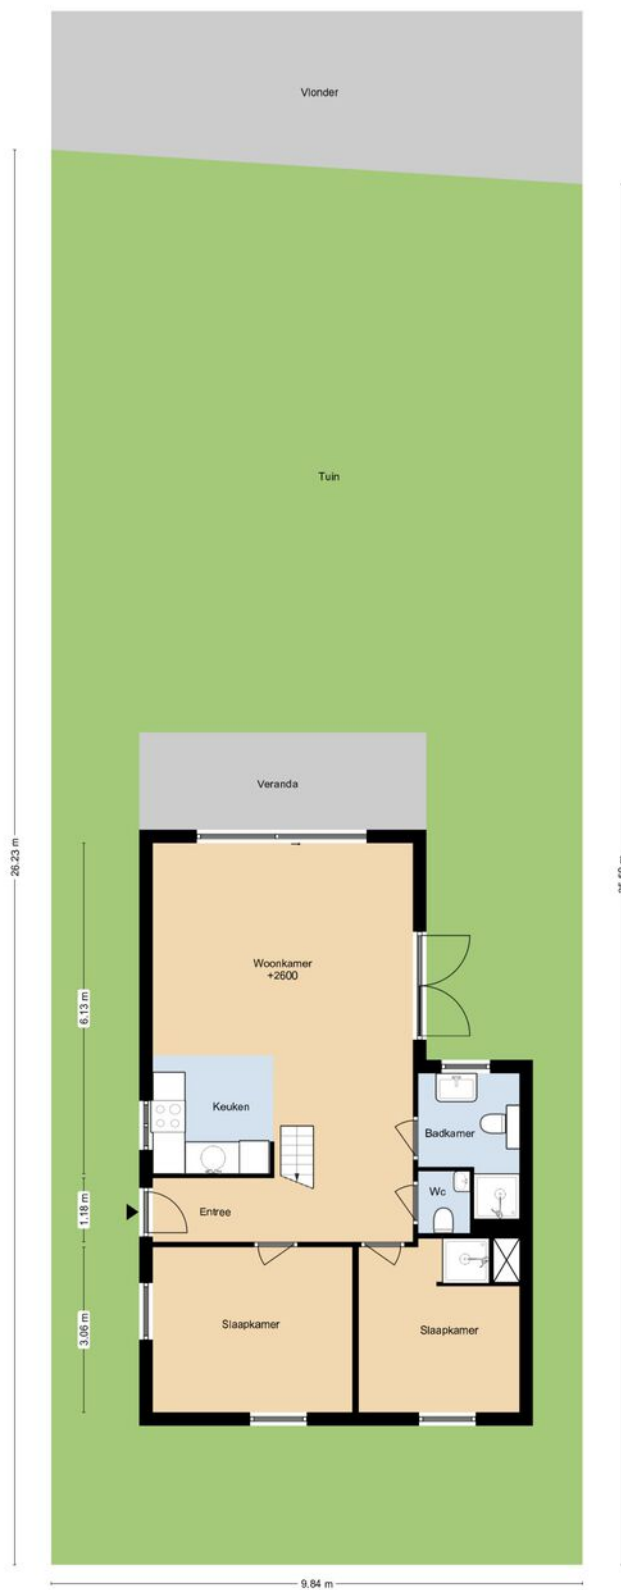 Vlonder
Tuin
26.23 m
Veranda
6.13 m
Woonkamer
+2600
Keuken
Badkamer
Wc
1.18 m
Entree
3.06 m
Slaapkamer
Slaapkamer
9.84 m